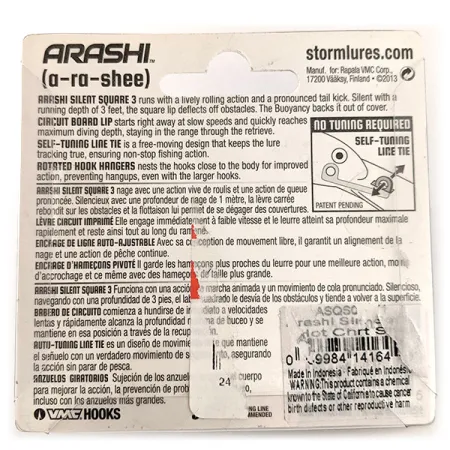 ARASHI™
(a-ra-shee)
stormlures.com
Manuf. for: Rapala VMC Corp.
17200 Vääksy, Finland ©2013
ARASHI SILENT SQUARE 3 runs with a lively rolling action and a pronounced tail kick. Silent with a
running depth of 3 feet, the square lip deflects off obstacles. The Buoyancy backs it out of cover.
CIRCUIT BOARD LIP starts right away at slow speeds and quickly reaches
maximum diving depth, staying in the range through the retrieve.
SELF-TUNING LINE TIE is a free-moving design that keeps the lure
tracking true, ensuring non-stop fishing action.
ROTATED HOOK HANGERS nests the hooks close to the body for improved
action, preventing hangups, even with the larger hooks.
NO TUNING REQUIRED
SELF-TUNING
LINE TIE
PATENT PENDING
ARASHI SILENT SQUARE 3 nage avec une action vive de roulis et une action de queue
prononcée. Silencieux avec une profondeur de nage de 1 mètre, la lèvre carrée
rebondit sur les obstacles et la flottaison lui permet de se dégager des couvertures.
LÈVRE CIRCUIT IMPRIMÉ Elle engage immédiatement à faible vitesse et le leurre atteint sa profondeur maximale
rapidement et reste ainsi tout au long du ramené.
ENCRAGE DE LIGNE AUTO-AJUSTABLE Avec sa conception de mouvement libre, il garantit un alignement de la
nage et une action de pêche continue.
ENCRAGE D'HAMEÇONS PIVOTÉ Il garde les hameçons plus proches du leurre pour une meilleure action, moins
d'accrochage et ce même avec des hameçons de taille plus grande.
ARASHI SILENT SQUARE 3 Funciona con una acción marcha animada y un movimiento de cola pronunciado. Silencioso,
navegando con una profundidad de 3 pies, el labio cuadrado le desvía de los obstáculos y tienda a volver a la superficie.
BABERO DE CIRCUITO comienza a hundirse de inmediato a velocidades
lentas y rápidamente alcanza la máxima de buceo y se
mantiene en esa posición a través de la recuperación.
AUTO-TUNING LINE TIE es un diseño de movimiento que mantiene
el señuelo con un verdadero movimiento de asegurando
la acción sin parar de pesca.
ANZUELOS GIRATORIOS Sujeción de los anzuelos cuerpo
para mejorar la acción, la prevención de
incluso con los anzuelos más grandes.
24
VMC HOOKS
LINE
ASQS0
Arashi Silent
Hot Chrt S
0 9984 14164
Made in Indonesia - Fabriqué en Indonésie
WARNING: This product contains a chemical
known to the State of California to cause cancer
birth defects or other reproductive harm